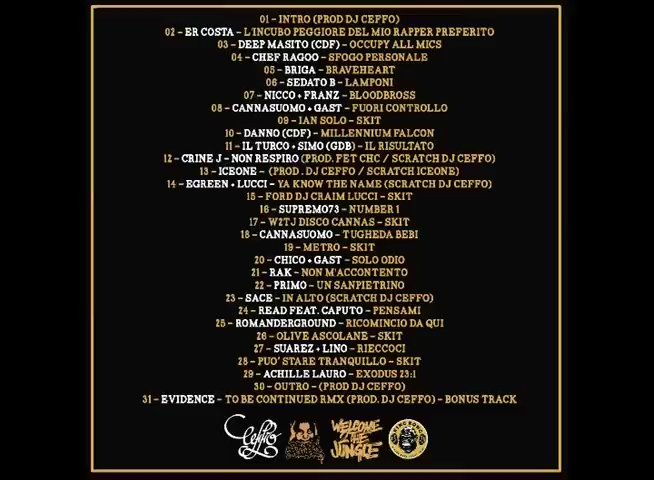 01 – INTRO (PROD DJ CEFFO)
02 – ER COSTA – L'INCUBO PEGGIORE DEL MIO RAPPER PREFERITO
03 – DEEP MASITO (CDF) – OCCUPY ALL MICS
04 – CHEF RAGOO – SFOGO PERSONALE
05 – BRIGA – BRAVEHEART
06 – SEDATO B – LAMPONI
07 – NICCO + FRANZ – BLOODBROSS
08 – CANNASUOMO + GAST – FUORI CONTROLLO
09 – IAN SOLO – SKIT
10 – DANNO (CDF) – MILLENNIUM FALCON
11 – IL TURCO + SIMO (GDB) – IL RISULTATO
12 – CRINE J – NON RESPIRO (PROD. FET CHC / SCRATCH DJ CEFFO)
13 – ICEONE – (PROD. DJ CEFFO / SCRATCH ICEONE)
14 – EGREEN + LUCCI – YA KNOW THE NAME (SCRATCH DJ CEFFO)
15 – FORD DJ CRAIM LUCCI – SKIT
16 – SUPREMO73 – NUMBER 1
17 – W2TJ DISCO CANNAS – SKIT
18 – CANNASUOMO – TUGHEDA BEBI
19 – METRO – SKIT
20 – CHICO + GAST – SOLO ODIO
21 – RAK – NON M'ACCONTENTO
22 – PRIMO – UN SANPIETRINO
23 – SACE – IN ALTO (SCRATCH DJ CEFFO)
24 – READ FEAT. CAPUTO – PENSAMI
25 – ROMANDERGROUND – RICOMINCIO DA QUI
26 – OLIVE ASCOLANE – SKIT
27 – SUAREZ + LINO – RIECCOCI
28 – PUO' STARE TRANQUILLO – SKIT
29 – ACHILLE LAURO – EXODUS 23:1
30 – OUTRO – (PROD DJ CEFFO)
31 – EVIDENCE – TO BE CONTINUED RMX (PROD. DJ CEFFO) – BONUS TRACK
Ceffo
WELCOME 2 THE JUNGLE